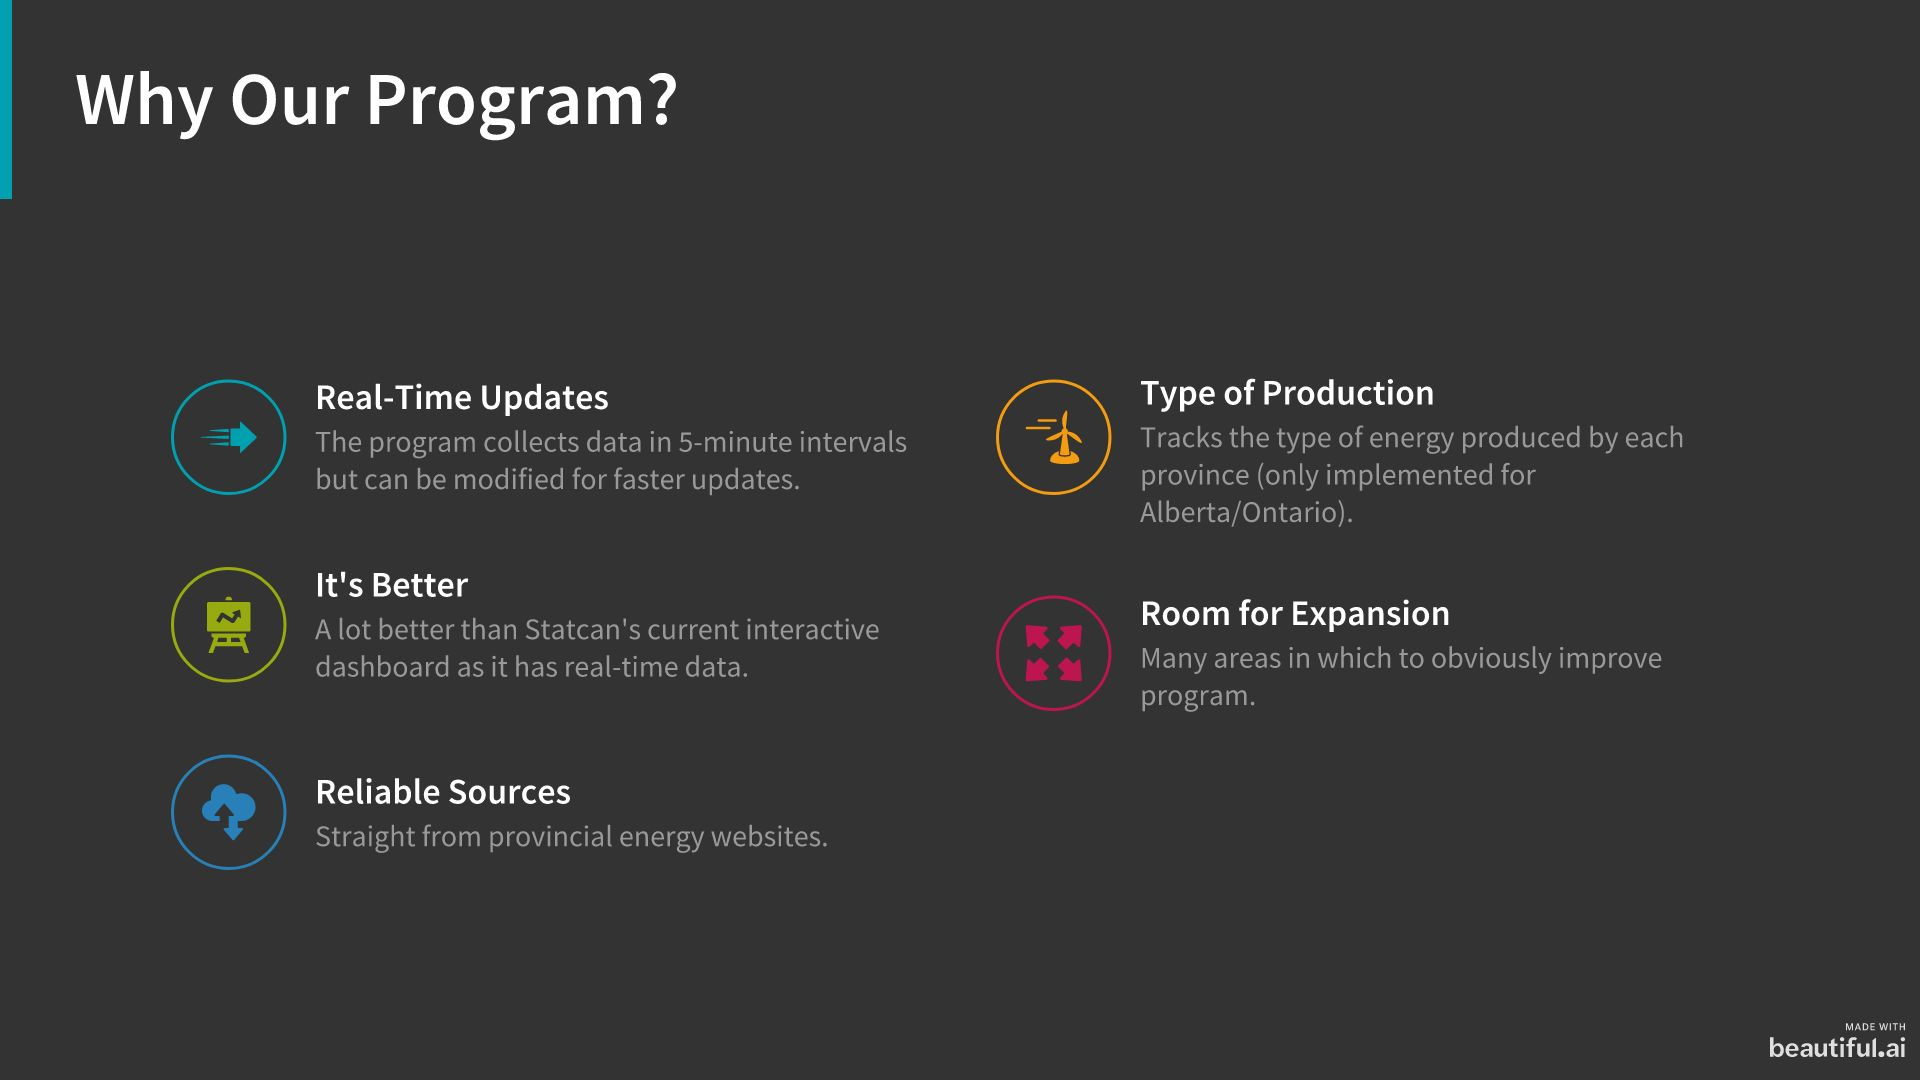 Why Our Program?
Real-Time Updates
The program collects data in 5-minute intervals
but can be modified for faster updates.
It's Better
A lot better than Statcan's current interactive
dashboard as it has real-time data.
Reliable Sources
Straight from provincial energy websites.
Type of Production
Tracks the type of energy produced by each
province (only implemented for
Alberta/Ontario).
Room for Expansion
Many areas in which to obviously improve
program.
MADE WITH
beautiful.ai